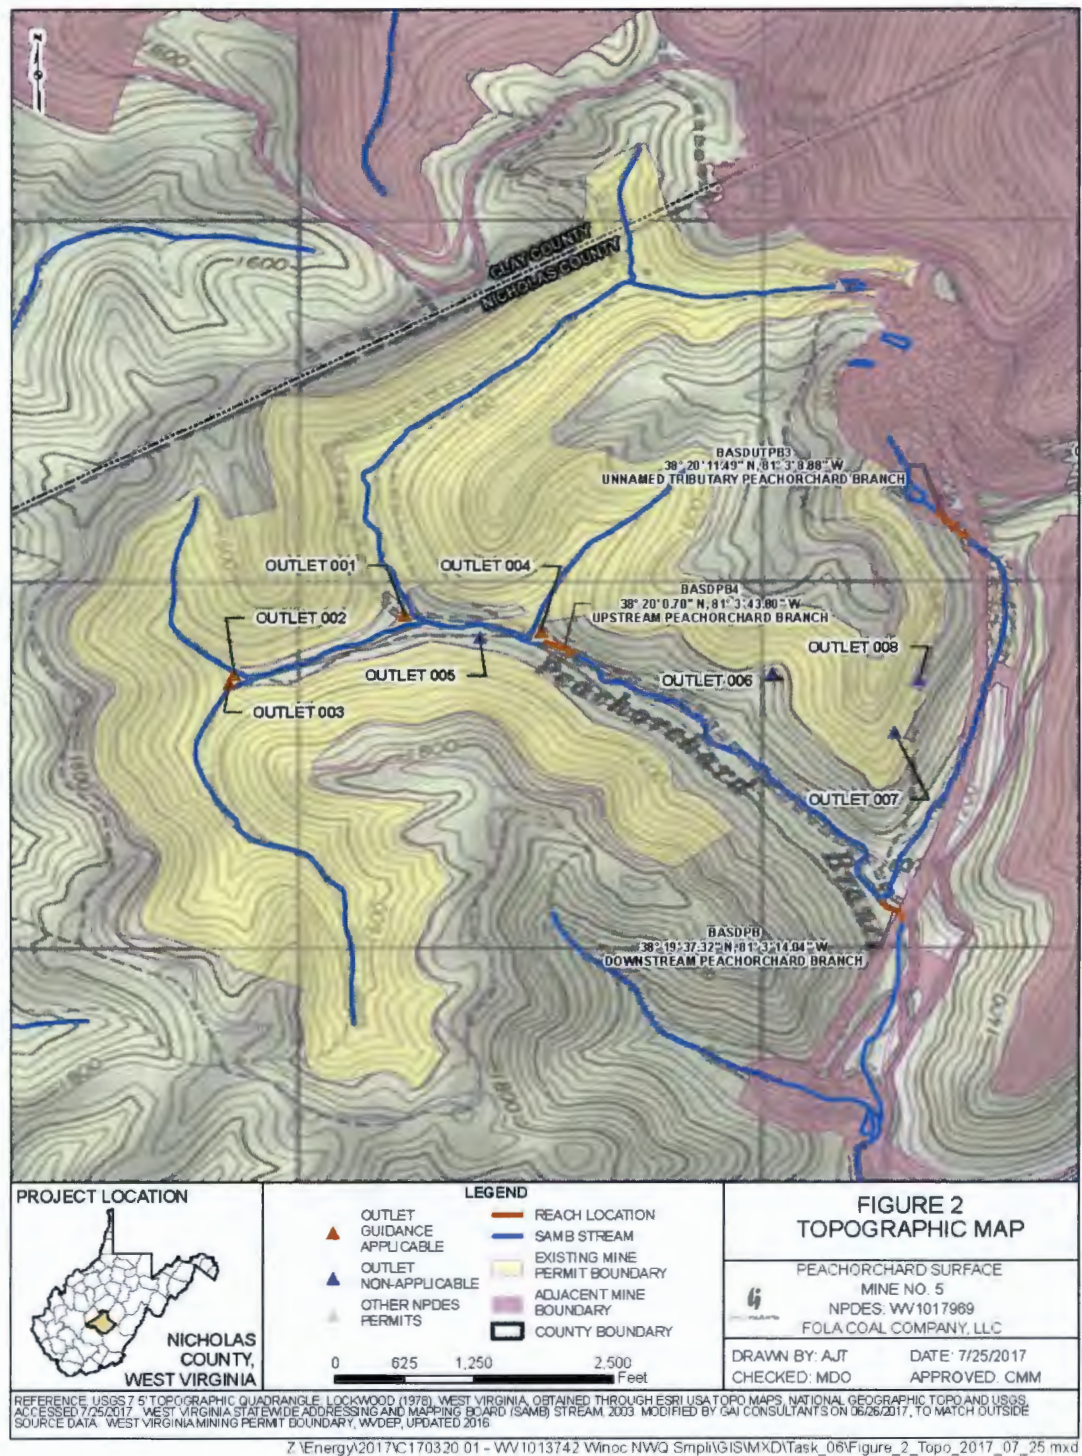 N
1600
CLAY COUNTY
NICHOLAS COUNTY
1600
BASDUTPB3
38° 20' 11.49" N, 81° 3' 8.88" W
UNNAMED TRIBUTARY PEACHORCHARD BRANCH
OUTLET 001
OUTLET 004
BASDPB4
38° 20' 0.70" N, 81° 3' 43.80" W
UPSTREAM PEACHORCHARD BRANCH
OUTLET 002
OUTLET 008
OUTLET 005
OUTLET 006
OUTLET 003
Peachorchard
1600
OUTLET 007
BASDPB
38° 19' 37.32" N, 81° 3' 14.04" W
DOWNSTREAM PEACHORCHARD BRANCH
1600
PROJECT LOCATION
NICHOLAS
COUNTY,
WEST VIRGINIA
LEGEND
OUTLET
GUIDANCE
APPLICABLE
OUTLET
NON-APPLICABLE
OTHER NPDES
PERMITS
REACH LOCATION
SAMB STREAM
EXISTING MINE
PERMIT BOUNDARY
ADJACENT MINE
BOUNDARY
COUNTY BOUNDARY
0 625 1,250 2,500
Feet
FIGURE 2
TOPOGRAPHIC MAP
PEACHORCHARD SURFACE
MINE NO. 5
NPDES: WV1017969
FOLA COAL COMPANY, LLC
DRAWN BY: AJT DATE: 7/25/2017
CHECKED: MDO APPROVED: CMM
REFERENCE: USGS 7.5' TOPOGRAPHIC QUADRANGLE, LOCKWOOD (1978), WEST VIRGINIA, OBTAINED THROUGH ESRI USA TOPO MAPS, NATIONAL GEOGRAPHIC TOPO AND USGS,
ACCESSED 7/25/2017. WEST VIRGINIA STATEWIDE ADDRESSING AND MAPPING BOARD (SAMB) STREAM, 2003. MODIFIED BY GAI CONSULTANTS ON 06/26/2017, TO MATCH OUTSIDE
SOURCE DATA. WEST VIRGINIA MINING PERMIT BOUNDARY, WVDEP, UPDATED 2016.
Z:\Energy\2017\C170320.01 - WV1013742 Winoc NWQ Smpl\GIS\MXD\Task_06\Figure_2_Topo_2017_07_25.mxd